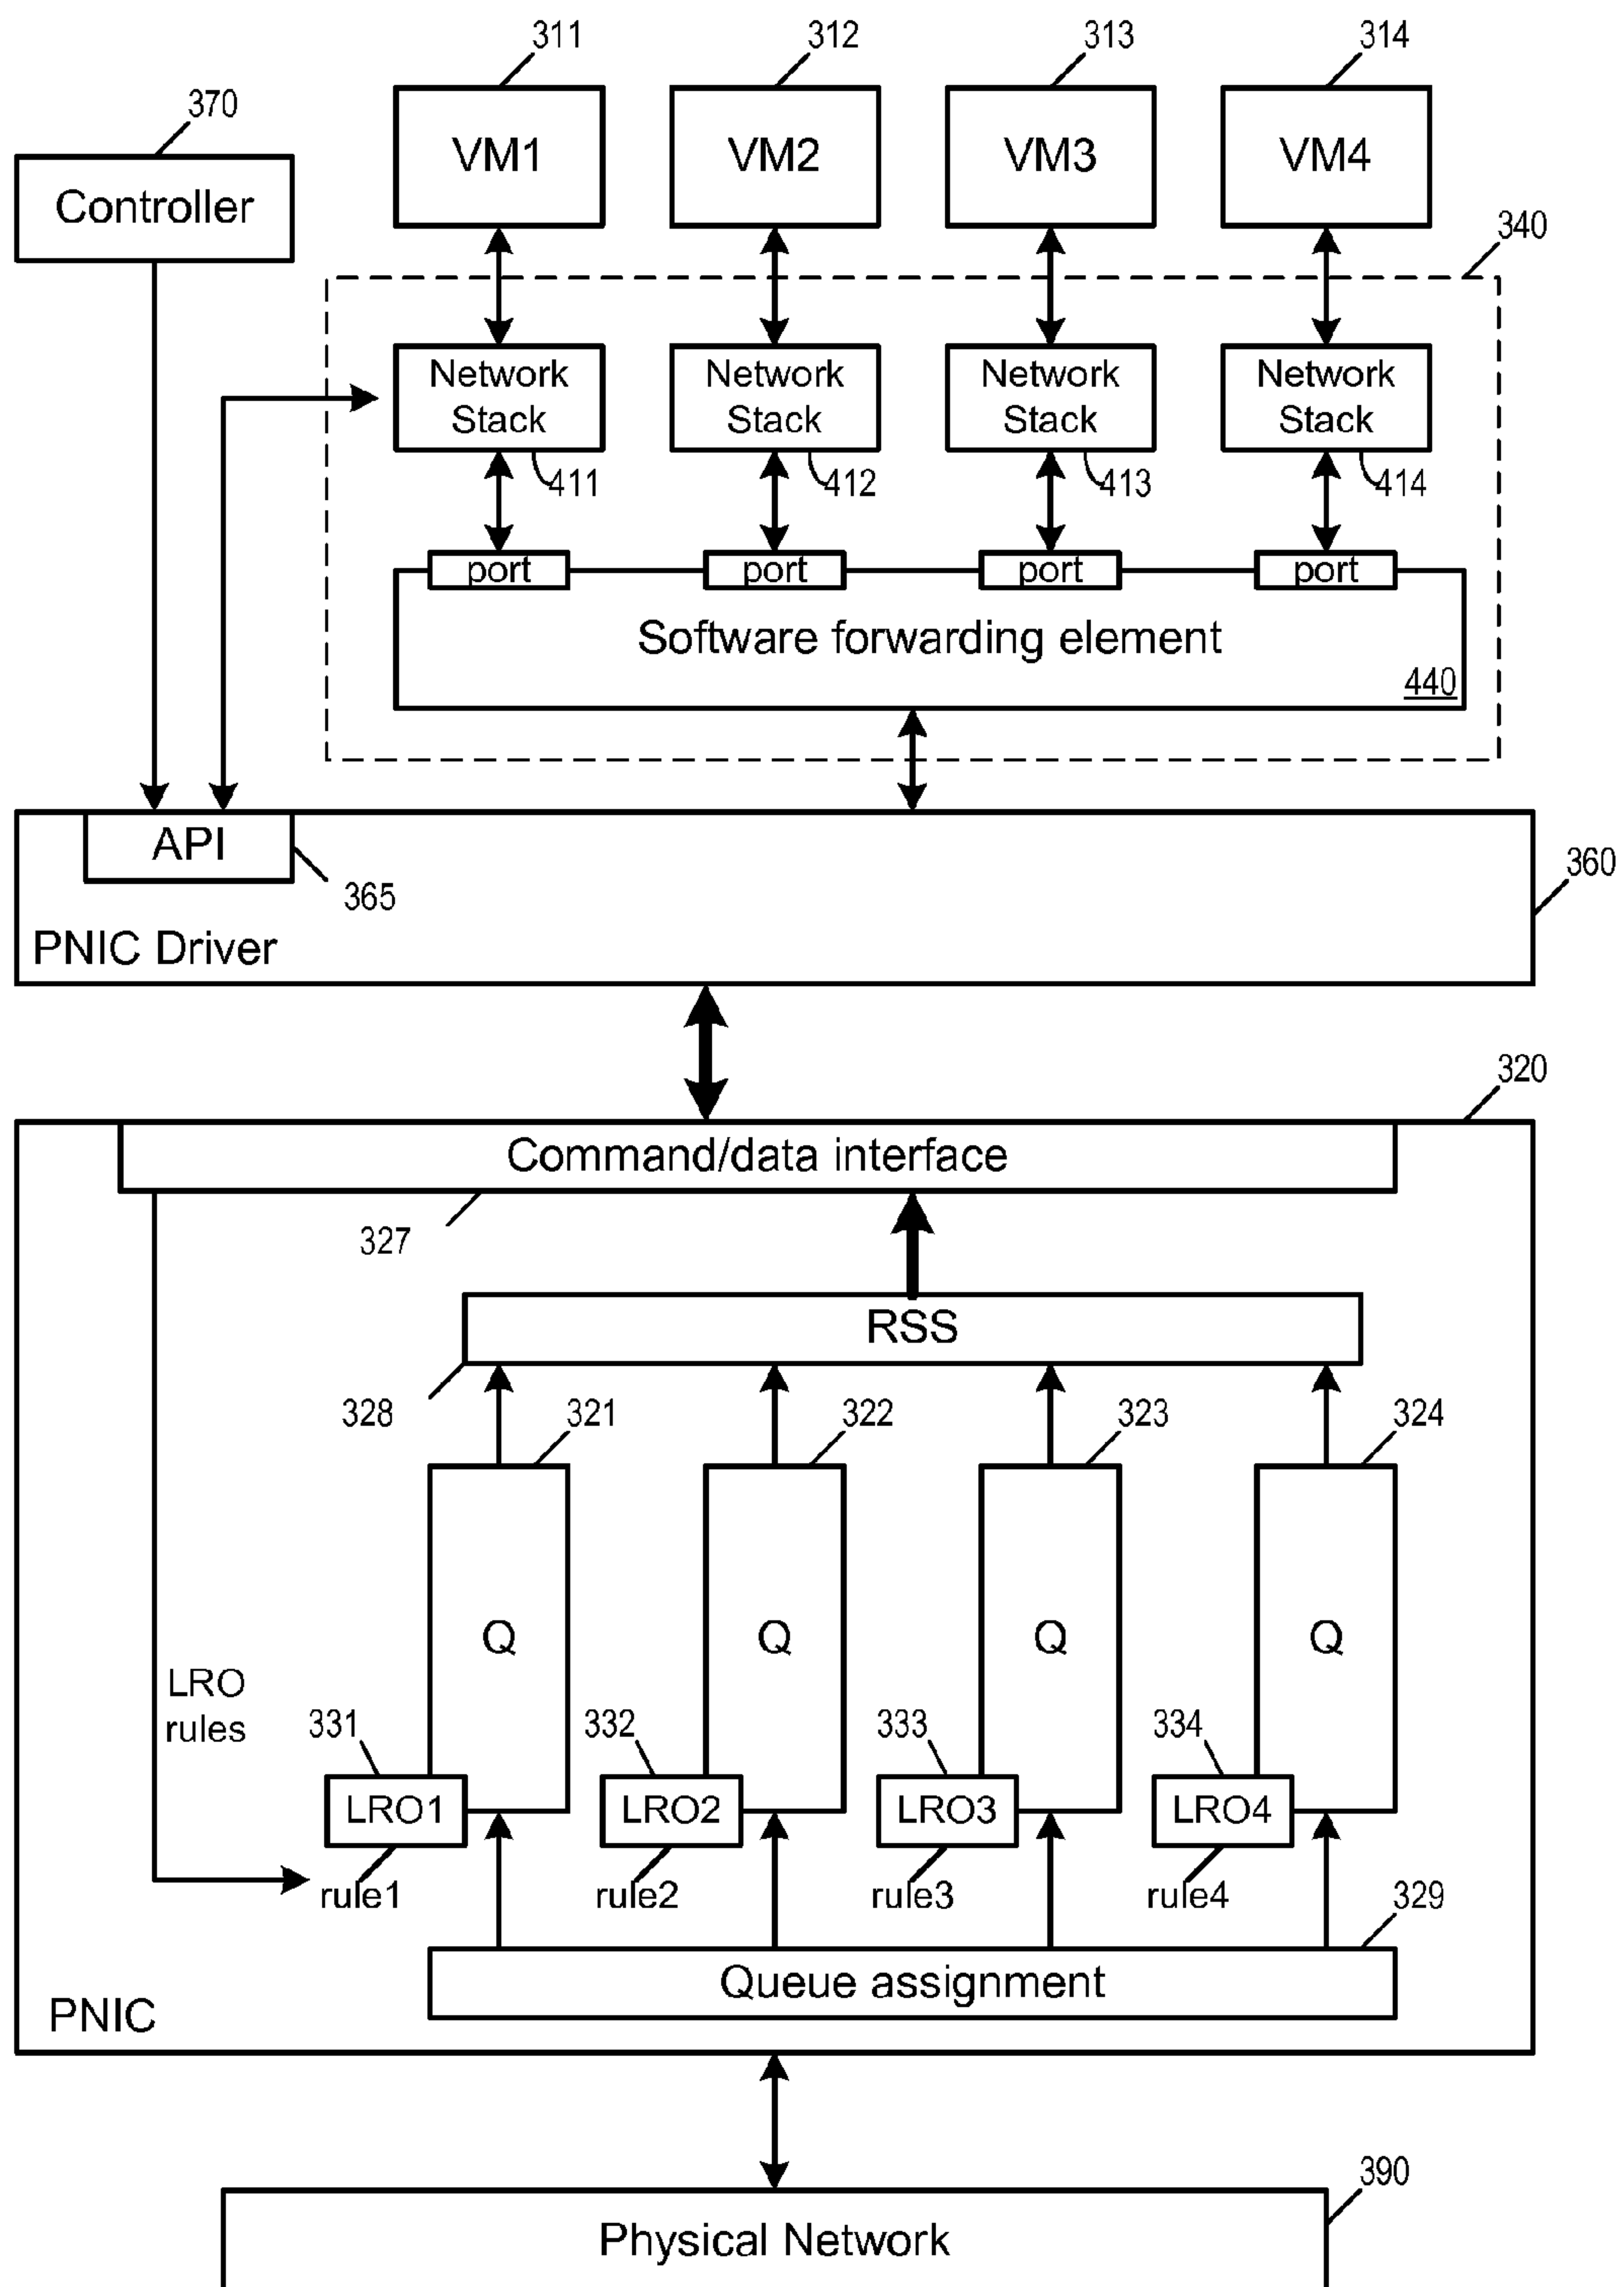 311
312
313
314
370
VM1
VM2
VM3
VM4
Controller
340
Network
Stack
Network
Stack
Network
Stack
Network
Stack
411
412
413
414
port
port
port
port
Software forwarding element
440
API
365
360
PNIC Driver
320
Command/data interface
327
RSS
328
321
322
323
324
Q
Q
Q
Q
LRO
rules
331
332
333
334
LRO1
LRO2
LRO3
LRO4
rule1
rule2
rule3
rule4
329
Queue assignment
PNIC
390
Physical Network